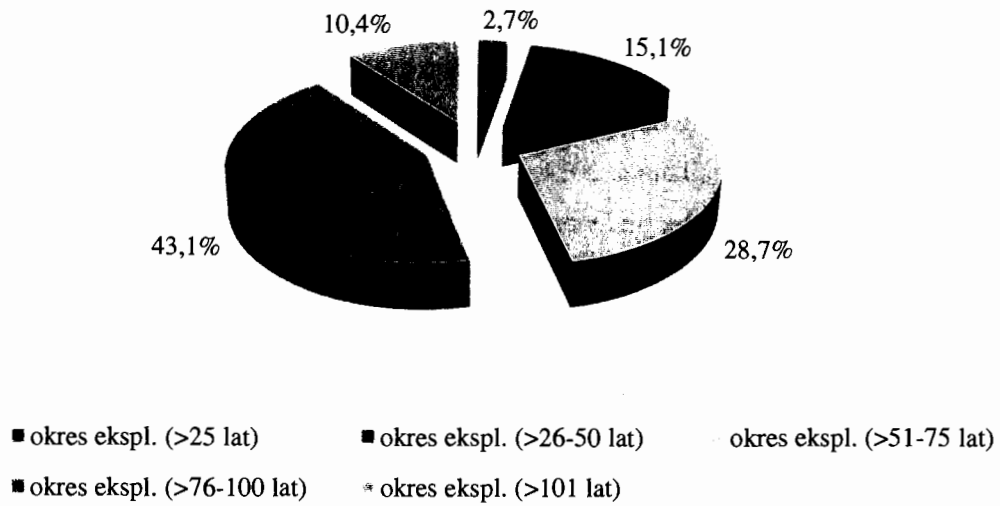 10,4% 2,7%
15,1%
43,1%
28,7%
okres ekspl. (>25 lat) okres ekspl. (>26-50 lat) okres ekspl. (>51-75 lat)
okres ekspl. (>76-100 lat) okres ekspl. (>101 lat)